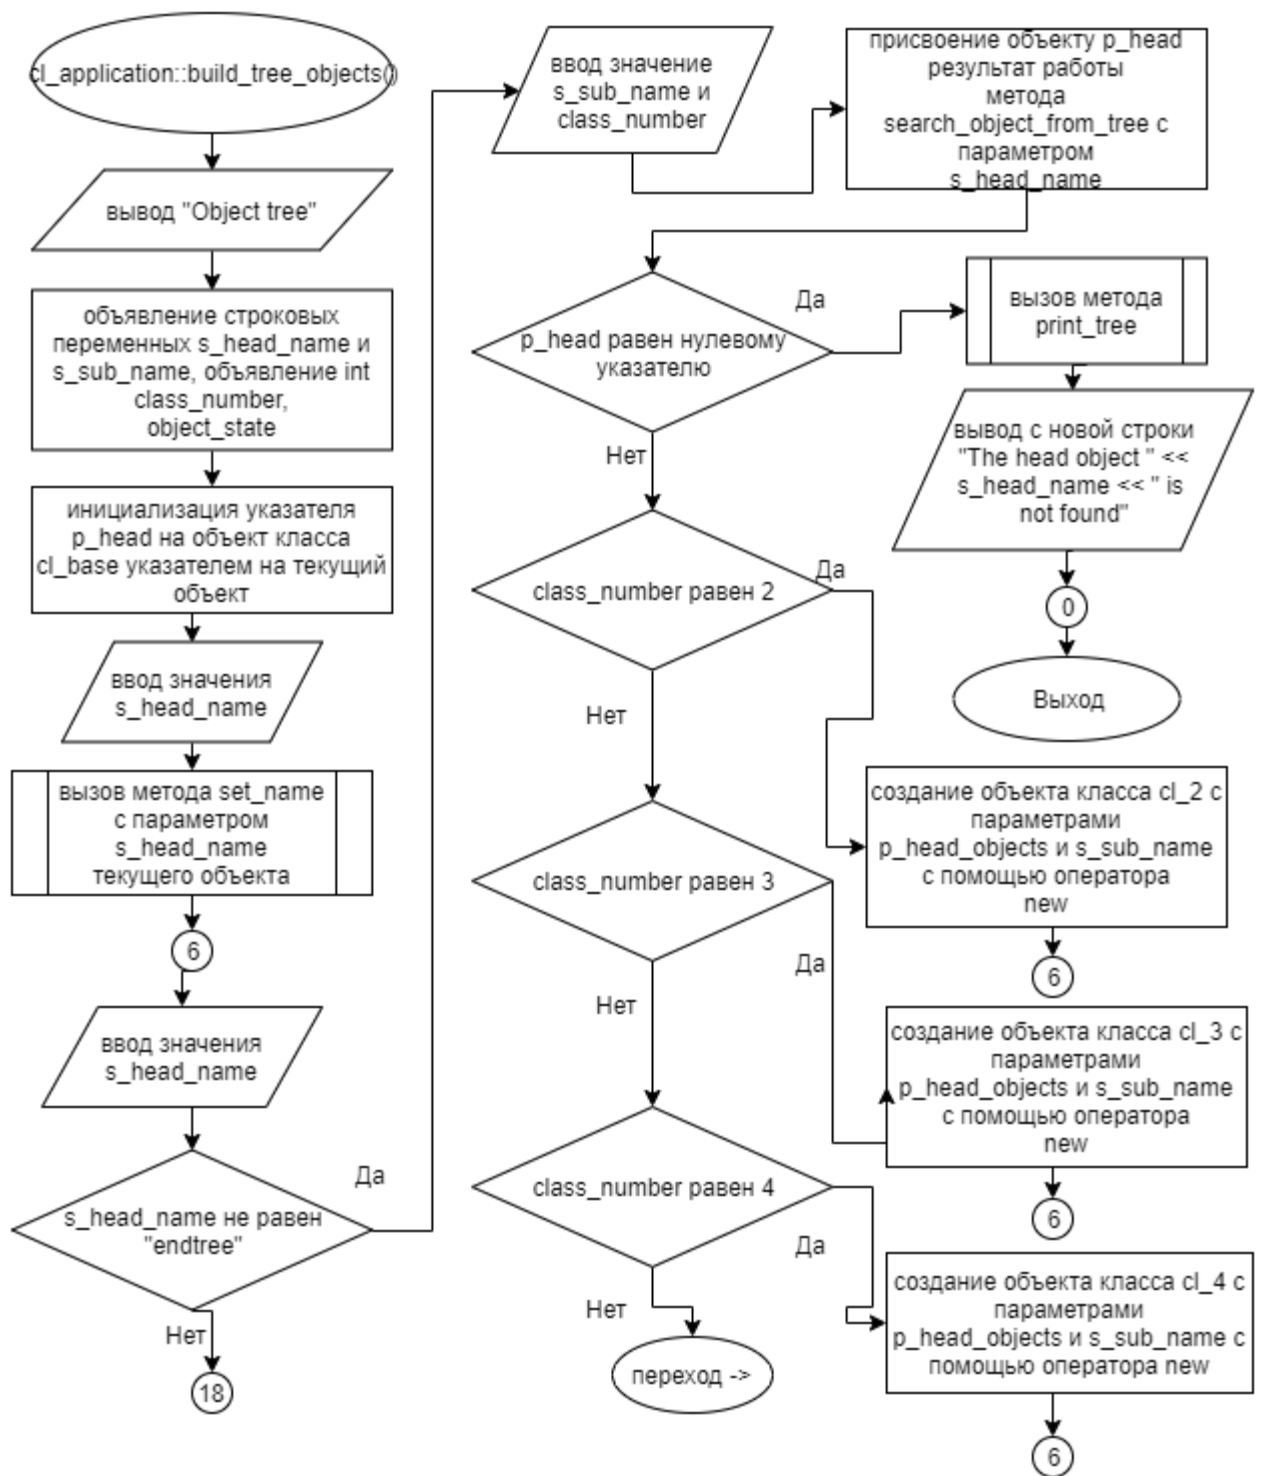 cl_application::build_tree_objects()
вывод "Object tree"
объявление строковых
переменных s_head_name и
s_sub_name, объявление int
class_number,
object_state
инициализация указателя
p_head на объект класса
cl_base указателем на текущий
объект
ввод значения
s_head_name
вызов метода set_name
с параметром
s_head_name
текущего объекта
6
ввод значения
s_head_name
s_head_name не равен
"endtree"
Да
Нет
18
ввод значение
s_sub_name и
class_number
присвоение объекту p_head
результат работы
метода
search_object_from_tree с
параметром
s_head_name
p_head равен нулевому
указателю
Да
Нет
вызов метода
print_tree
вывод с новой строки
"The head object " <<
s_head_name << " is
not found"
0
Выход
class_number равен 2
Да
Нет
создание объекта класса cl_2 с
параметрами
p_head_objects и s_sub_name
с помощью оператора
new
6
class_number равен 3
Да
Нет
создание объекта класса cl_3 с
параметрами
p_head_objects и s_sub_name
с помощью оператора
new
6
class_number равен 4
Да
Нет
создание объекта класса cl_4 с
параметрами
p_head_objects и s_sub_name с
помощью оператора new
6
переход ->